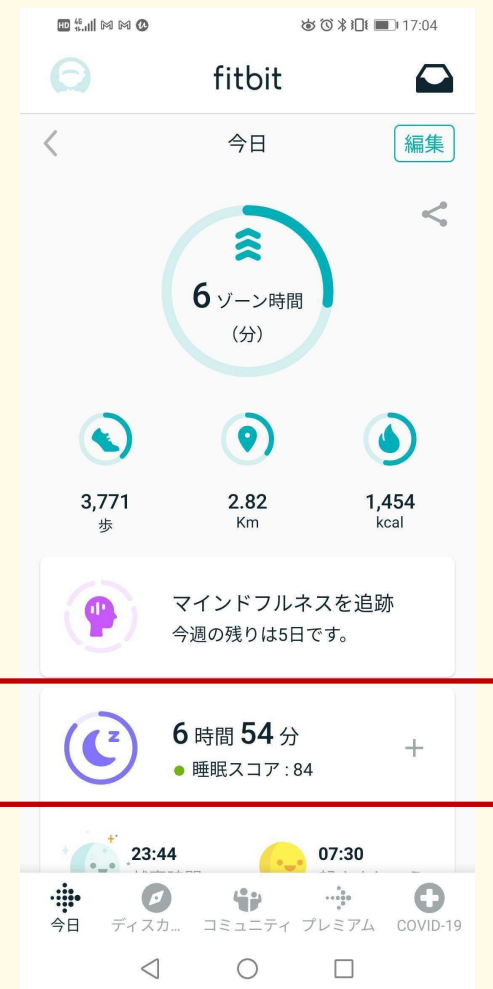 HD 4G 17:04
fitbit
今日
編集
6 ゾーン時間
（分）
3,771 2.82 1,454
歩 Km kcal
マインドフルネスを追跡
今週の残りは5日です。
6 時間 54 分
睡眠スコア : 84
23:44 07:30
今日 ディスカ... コミュニティ プレミアム COVID-19